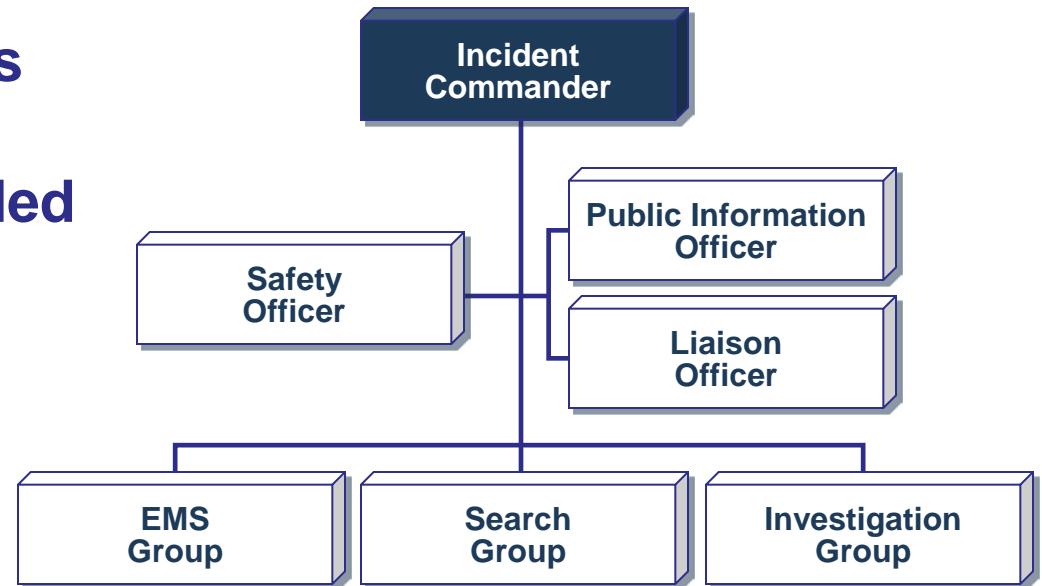 Incident
Commander
Public Information
Officer
Safety
Officer
Liaison
Officer
EMS
Group
Search
Group
Investigation
Group